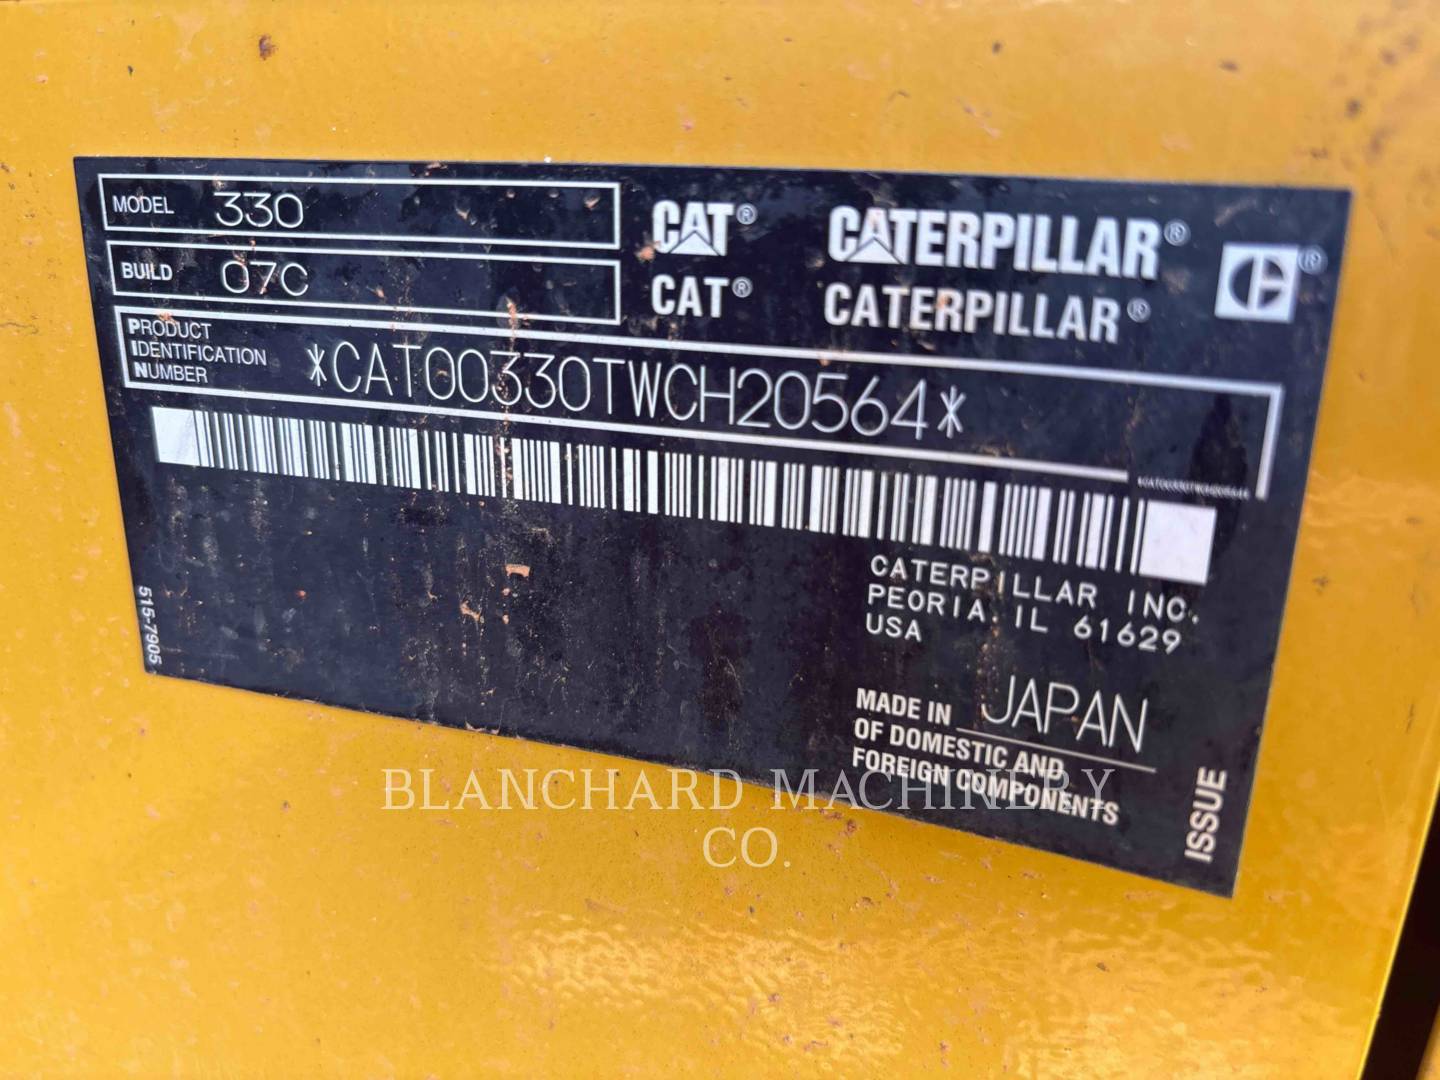 MODEL 330
BUILD 07C
CAT® CATERPILLAR® ®
CAT® CATERPILLAR®
PRODUCT
IDENTIFICATION
NUMBER
*CAT00330TWCH20564*
*CAT00330TWCH20564*
CATERPILLAR INC.
PEORIA, IL 61629
USA
MADE IN JAPAN
OF DOMESTIC AND
FOREIGN COMPONENTS
515-7905
ISSUE
BLANCHARD MACHINERY
CO.